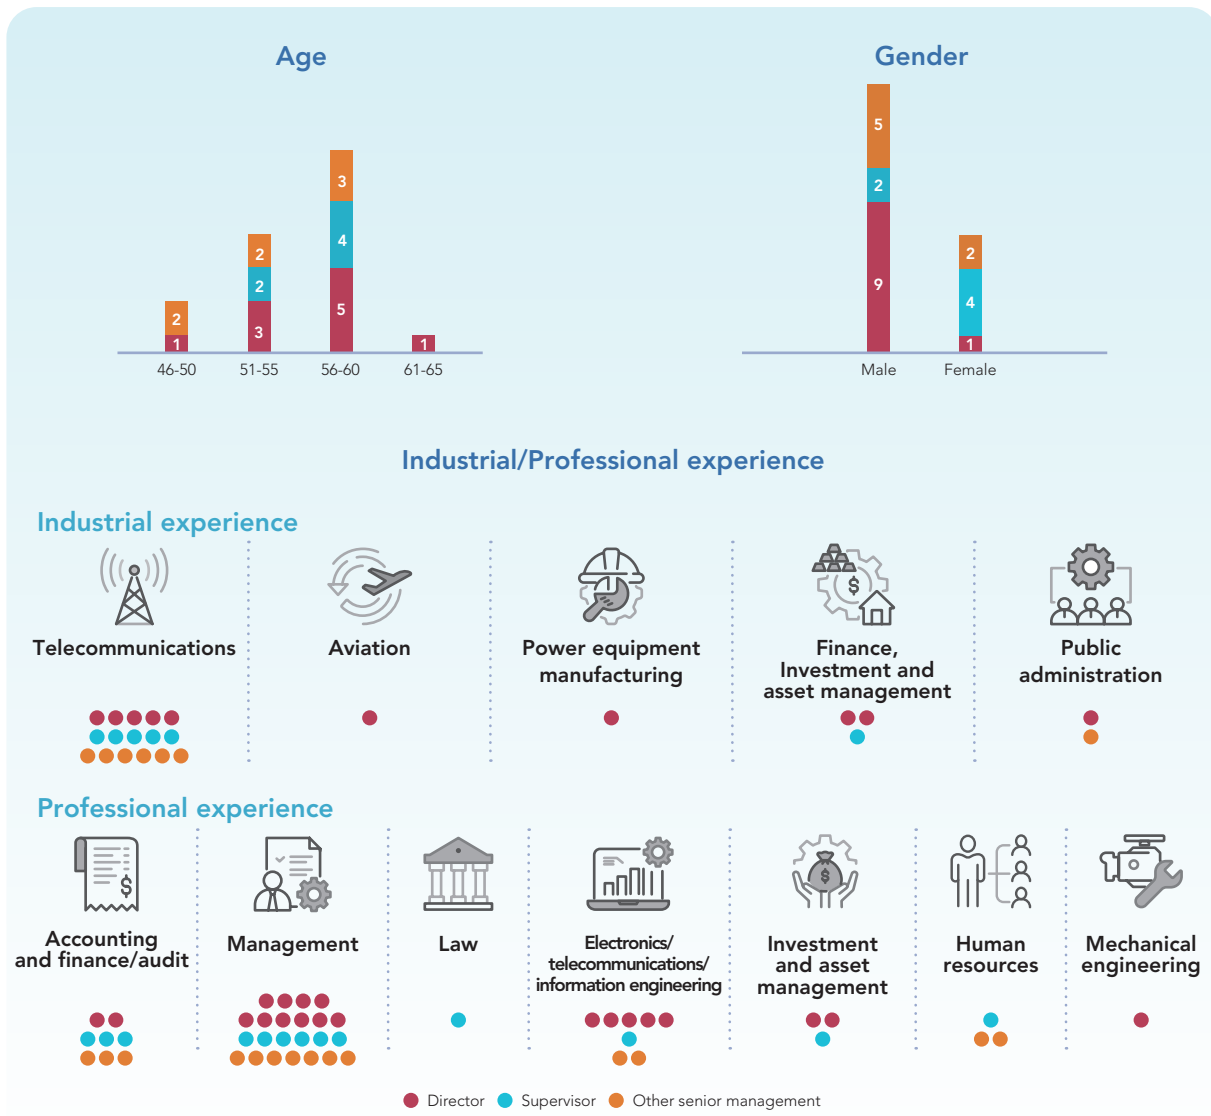 Age
Gender
5
2
9
2
4
1
3
4
5
2
2
3
2
1
1
46-50
51-55
56-60
61-65
Male
Female
Industrial/Professional experience
Industrial experience
$
Telecommunications
Aviation
Power equipment
manufacturing
Finance,
Investment and
asset management
Public
administration
Professional experience
$
$
Accounting
and finance/audit
Management
Law
Electronics/
telecommunications/
information engineering
Investment
and asset
management
Human
resources
Mechanical
engineering
Director
Supervisor
Other senior management